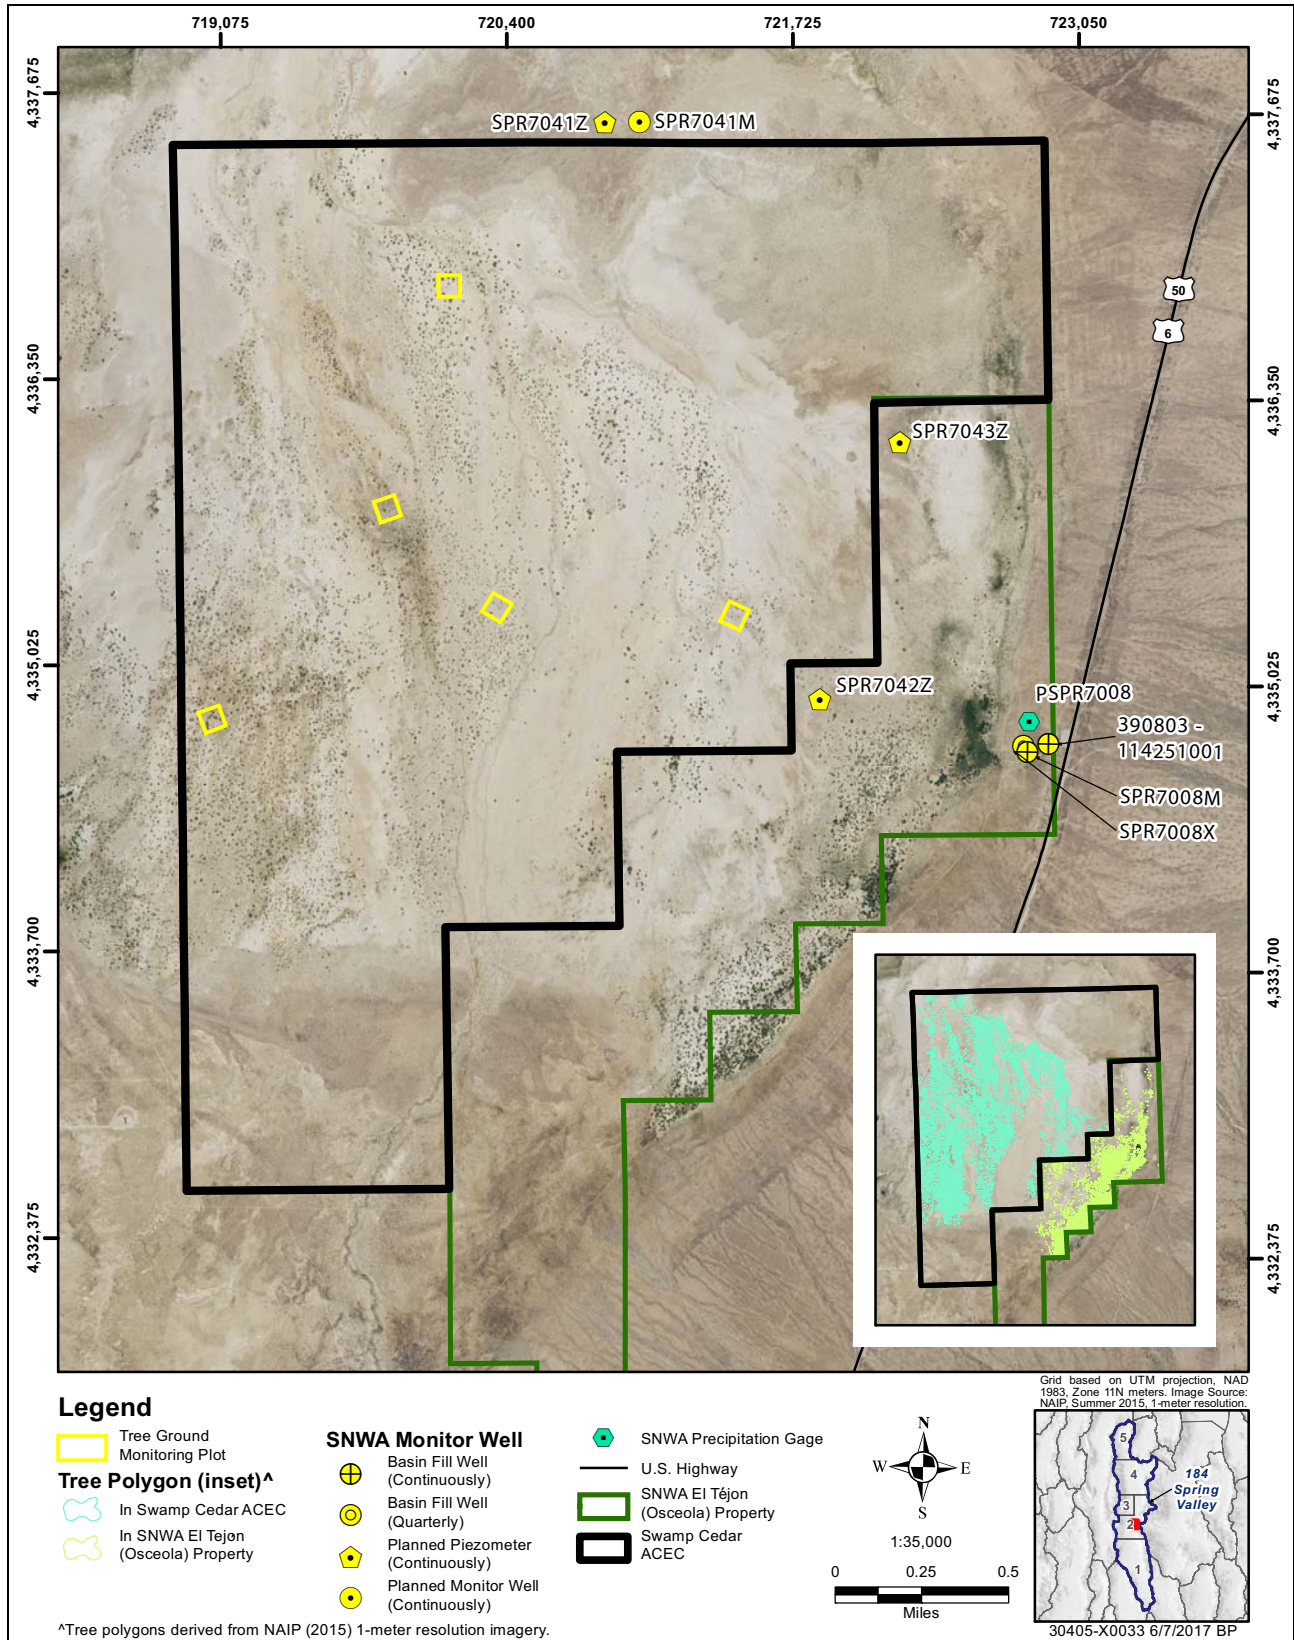 719,075
720,400
721,725
723,050
4,337,675
4,337,675
SPR7041Z
SPR7041M
50
6
4,336,350
4,336,350
SPR7043Z
4,335,025
4,335,025
SPR7042Z
PSPR7008
390803 -
114251001
SPR7008M
SPR7008X
4,333,700
4,333,700
4,332,375
4,332,375
Grid based on UTM projection, NAD
1983, Zone 11N meters. Image Source:
NAIP, Summer 2015, 1-meter resolution.
Legend
Tree Ground
Monitoring Plot
Tree Polygon (inset)^
In Swamp Cedar ACEC
In SNWA El Tejon
(Osceola) Property
SNWA Monitor Well
Basin Fill Well
(Continuously)
Basin Fill Well
(Quarterly)
Planned Piezometer
(Continuously)
Planned Monitor Well
(Continuously)
SNWA Precipitation Gage
U.S. Highway
SNWA El Téjon
(Osceola) Property
Swamp Cedar
ACEC
N
W
E
S
1:35,000
0
0.25
0.5
Miles
5
4
3
2
1
184
Spring
Valley
^Tree polygons derived from NAIP (2015) 1-meter resolution imagery.
30405-X0033 6/7/2017 BP